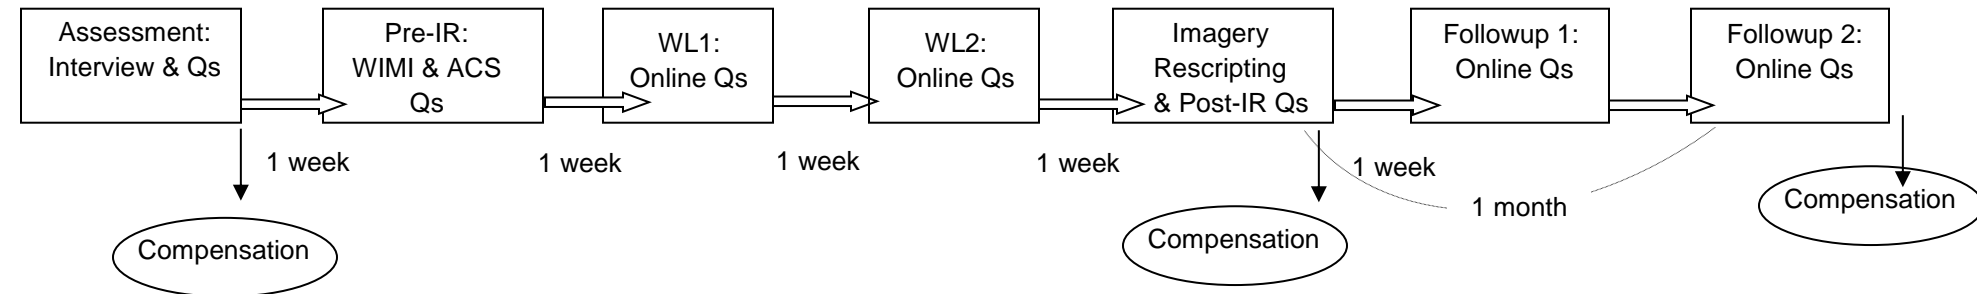 Assessment:
Interview & Qs
Pre-IR:
WIMI & ACS
Qs
WL1:
Online Qs
WL2:
Online Qs
Imagery
Rescripting
& Post-IR Qs
Followup 1:
Online Qs
Followup 2:
Online Qs
1 week
1 week
1 week
1 week
1 week
1 month
Compensation
Compensation
Compensation